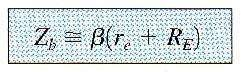 Z_b ≅ β(r_e + R_E)